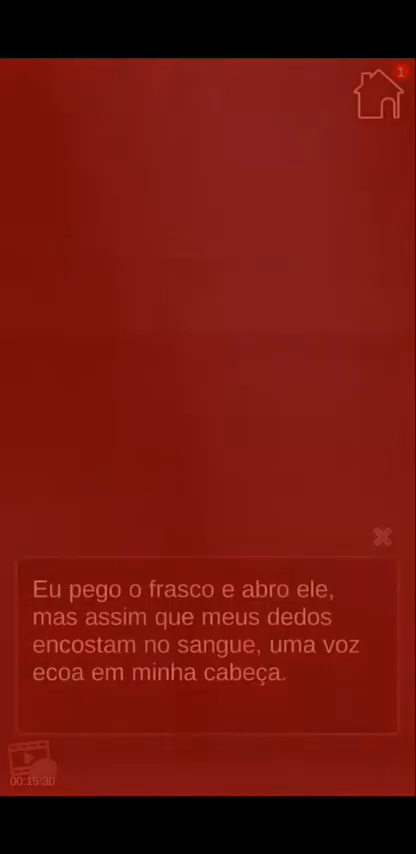 1
Eu pego o frasco e abro ele,
mas assim que meus dedos
encostam no sangue, uma voz
ecoa em minha cabeça.
00:15:30